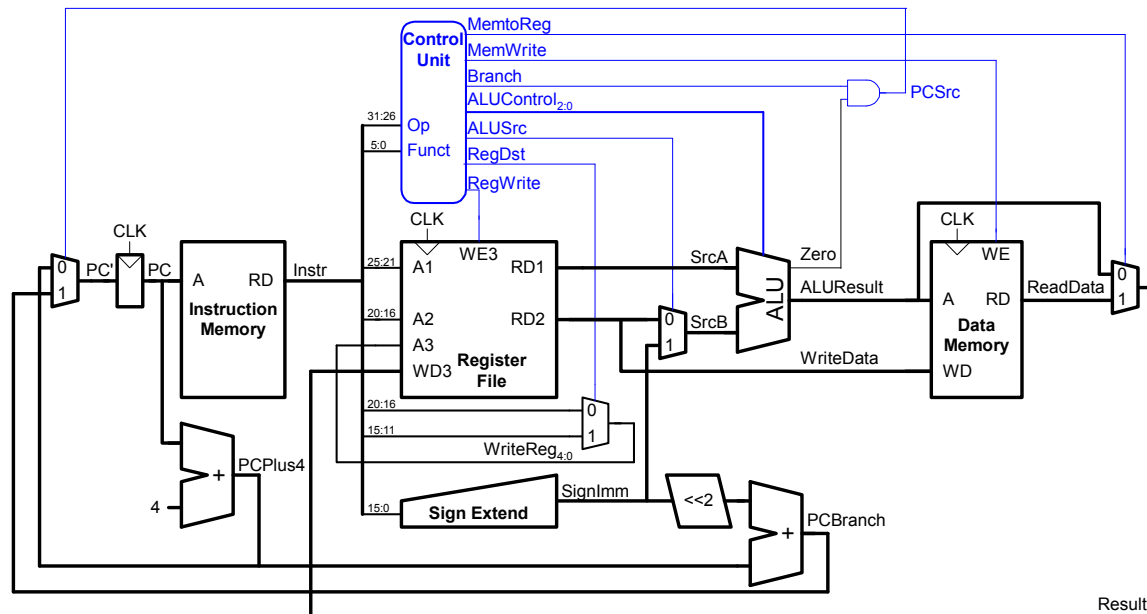 MemtoReg
Control
Unit
MemWrite
Branch
PCSrc
ALUControl2:0
31:26
Op
ALUSrc
5:0
Funct
RegDst
RegWrite
CLK
CLK
CLK
WE3
WE
0
1
PC'
PC
A
RD
Instr
Instruction
Memory
25:21
A1
RD1
SrcA
Zero
ALU
ALUResult
A
RD
ReadData
0
1
20:16
A2
RD2
0
1
SrcB
A3
Data
Memory
WD3
Register
File
WriteData
WD
20:16
0
15:11
1
WriteReg4:0
PCPlus4
+
4
SignImm
<<2
15:0
Sign Extend
+
PCBranch
Result